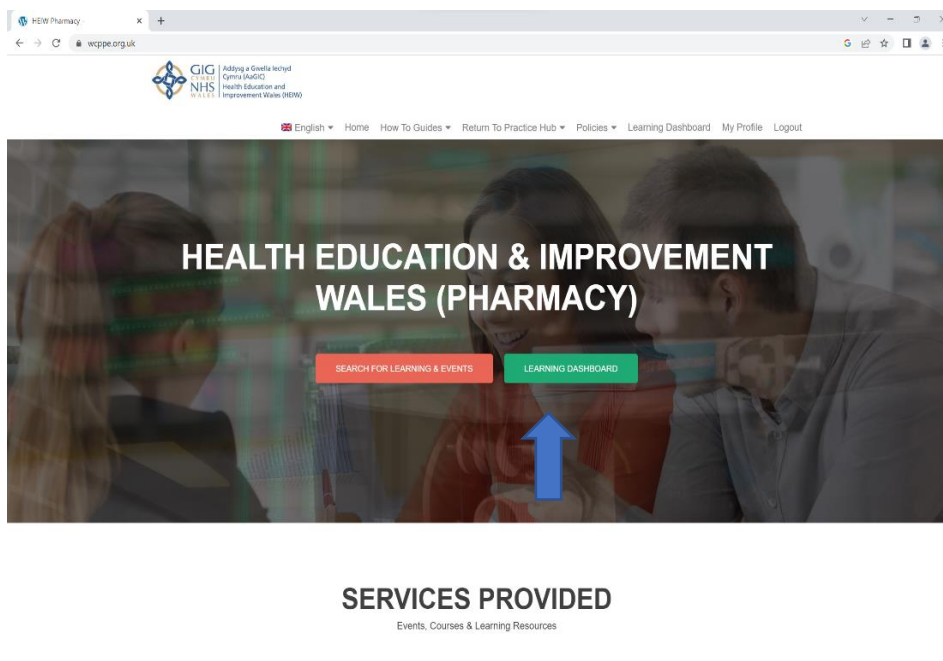 HEIW Pharmacy
wcppe.org.uk
GIG
CYMRU
NHS
WALES
Addysg a Gwella Iechyd
Cymru (AaGIC)
Health Education and
Improvement Wales (HEIW)
English Home How To Guides Return To Practice Hub Policies Learning Dashboard My Profile Logout
HEALTH EDUCATION & IMPROVEMENT
WALES (PHARMACY)
SEARCH FOR LEARNING & EVENTS LEARNING DASHBOARD
SERVICES PROVIDED
Events, Courses & Learning Resources